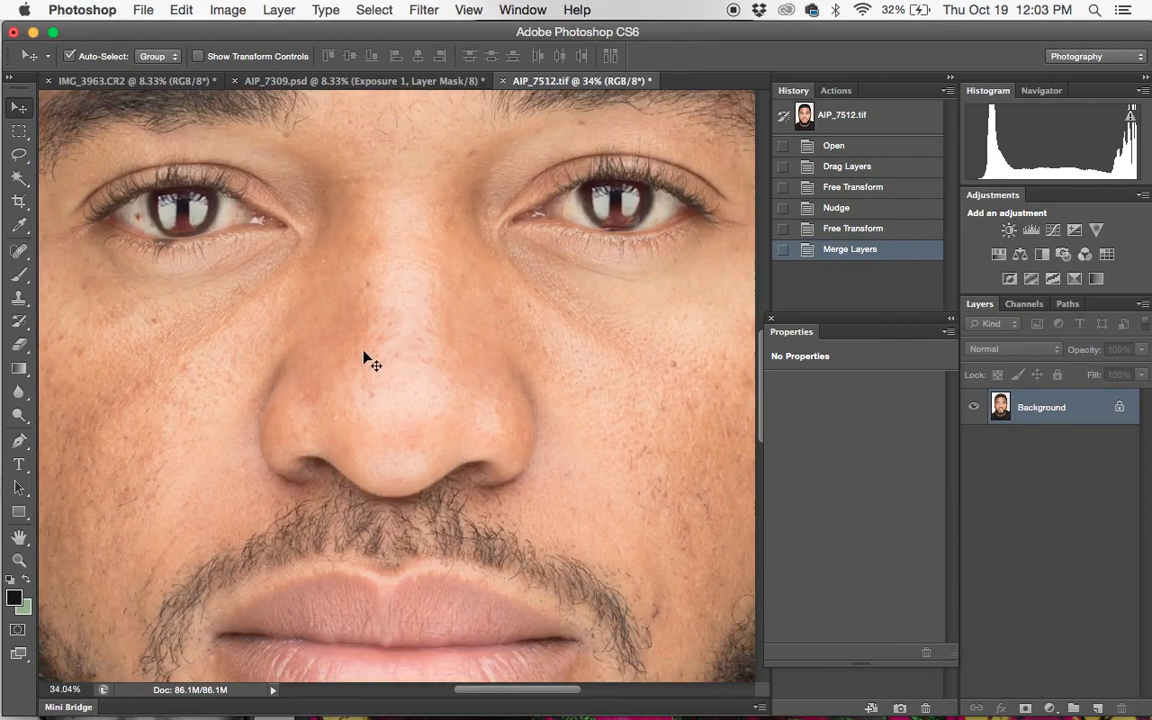 Photoshop File Edit Image Layer Type Select Filter View Window Help 32% Thu Oct 19 12:03 PM
Adobe Photoshop CS6
Auto-Select: Group Show Transform Controls Photography
IMG_3963.CR2 @ 8.33% (RGB/8*) * AIP_7309.psd @ 8.33% (Exposure 1, Layer Mask/8) * AIP_7512.tif @ 34% (RGB/8*) *
History Actions
AIP_7512.tif
Open
Drag Layers
Free Transform
Nudge
Free Transform
Merge Layers
Properties
No Properties
Histogram Navigator
Adjustments
Add an adjustment
Layers Channels Paths
Kind
Normal Opacity: 100%
Lock: Fill: 100%
Background
34.04% Doc: 86.1M/86.1M
Mini Bridge